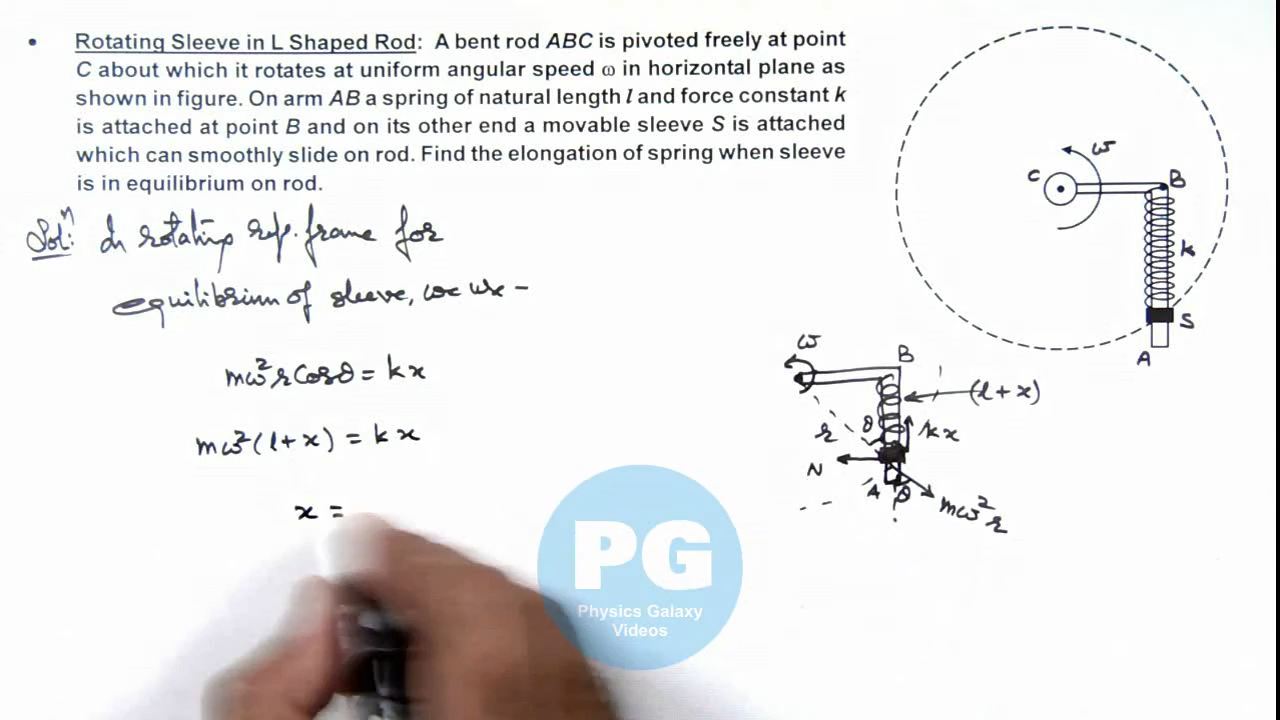 • Rotating Sleeve in L Shaped Rod: A bent rod ABC is pivoted freely at point
C about which it rotates at uniform angular speed ω in horizontal plane as
shown in figure. On arm AB a spring of natural length l and force constant k
is attached at point B and on its other end a movable sleeve S is attached
which can smoothly slide on rod. Find the elongation of spring when sleeve
is in equilibrium on rod.
Solⁿ: In rotating ref. frame for
equilibrium of sleeve, we use -
mω²r cosθ = kx
mω²(l + x) = kx
x =
C
ω
B
k
S
A
ω
B
(l + x)
θ
kx
r
N
A
θ
mω²r
PG
Physics Galaxy
Videos